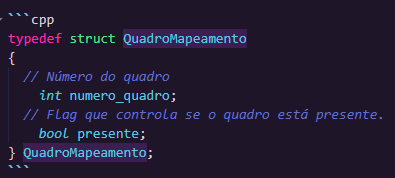 ```cpp
typedef struct QuadroMapeamento
{
// Número do quadro
int numero_quadro;
// Flag que controla se o quadro está presente.
bool presente;
} QuadroMapeamento;
```